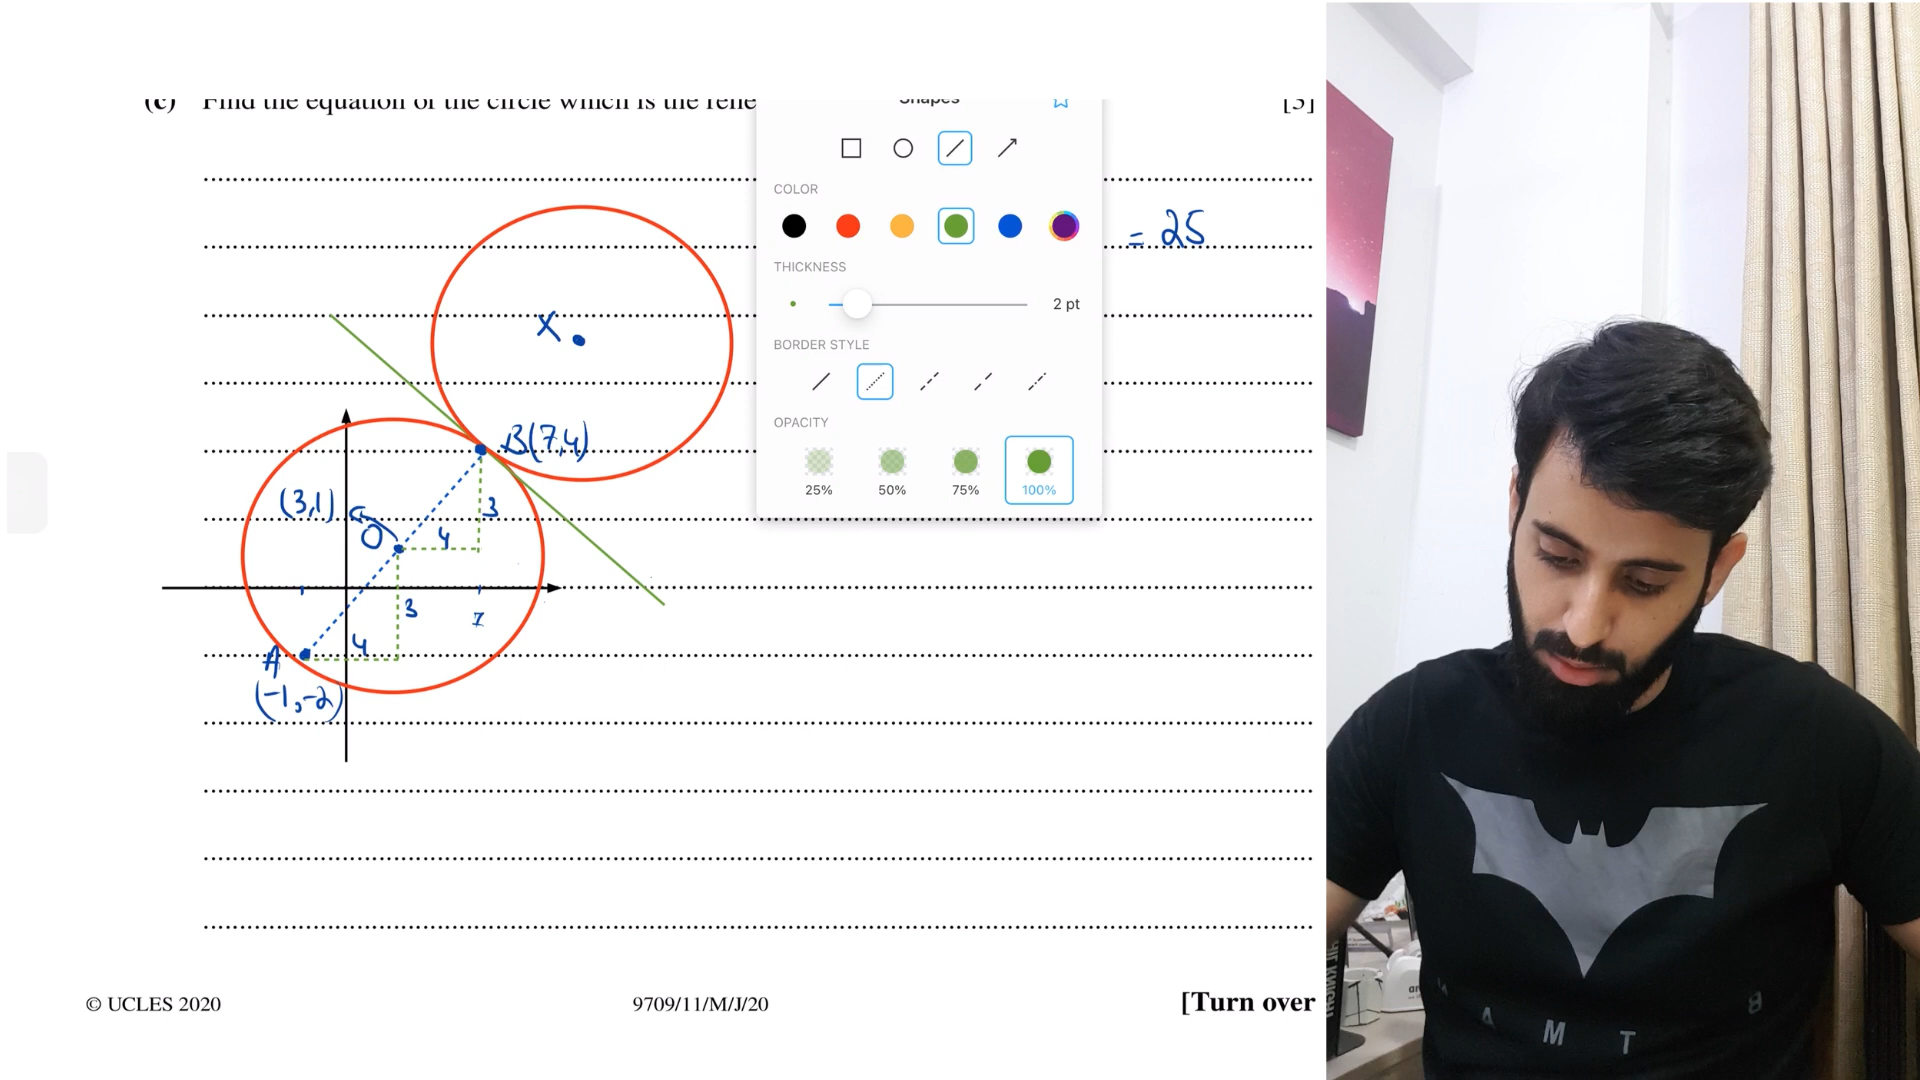 (c) Find the equation of the circle which is the
Shapes
[3]
COLOR
= 25
THICKNESS
2 pt
X
BORDER STYLE
OPACITY
B(7,4)
25% 50% 75% 100%
(3,1)
3
O
4
3
7
4
A
(-1,-2)
© UCLES 2020
9709/11/M/J/20
[Turn over
A M T